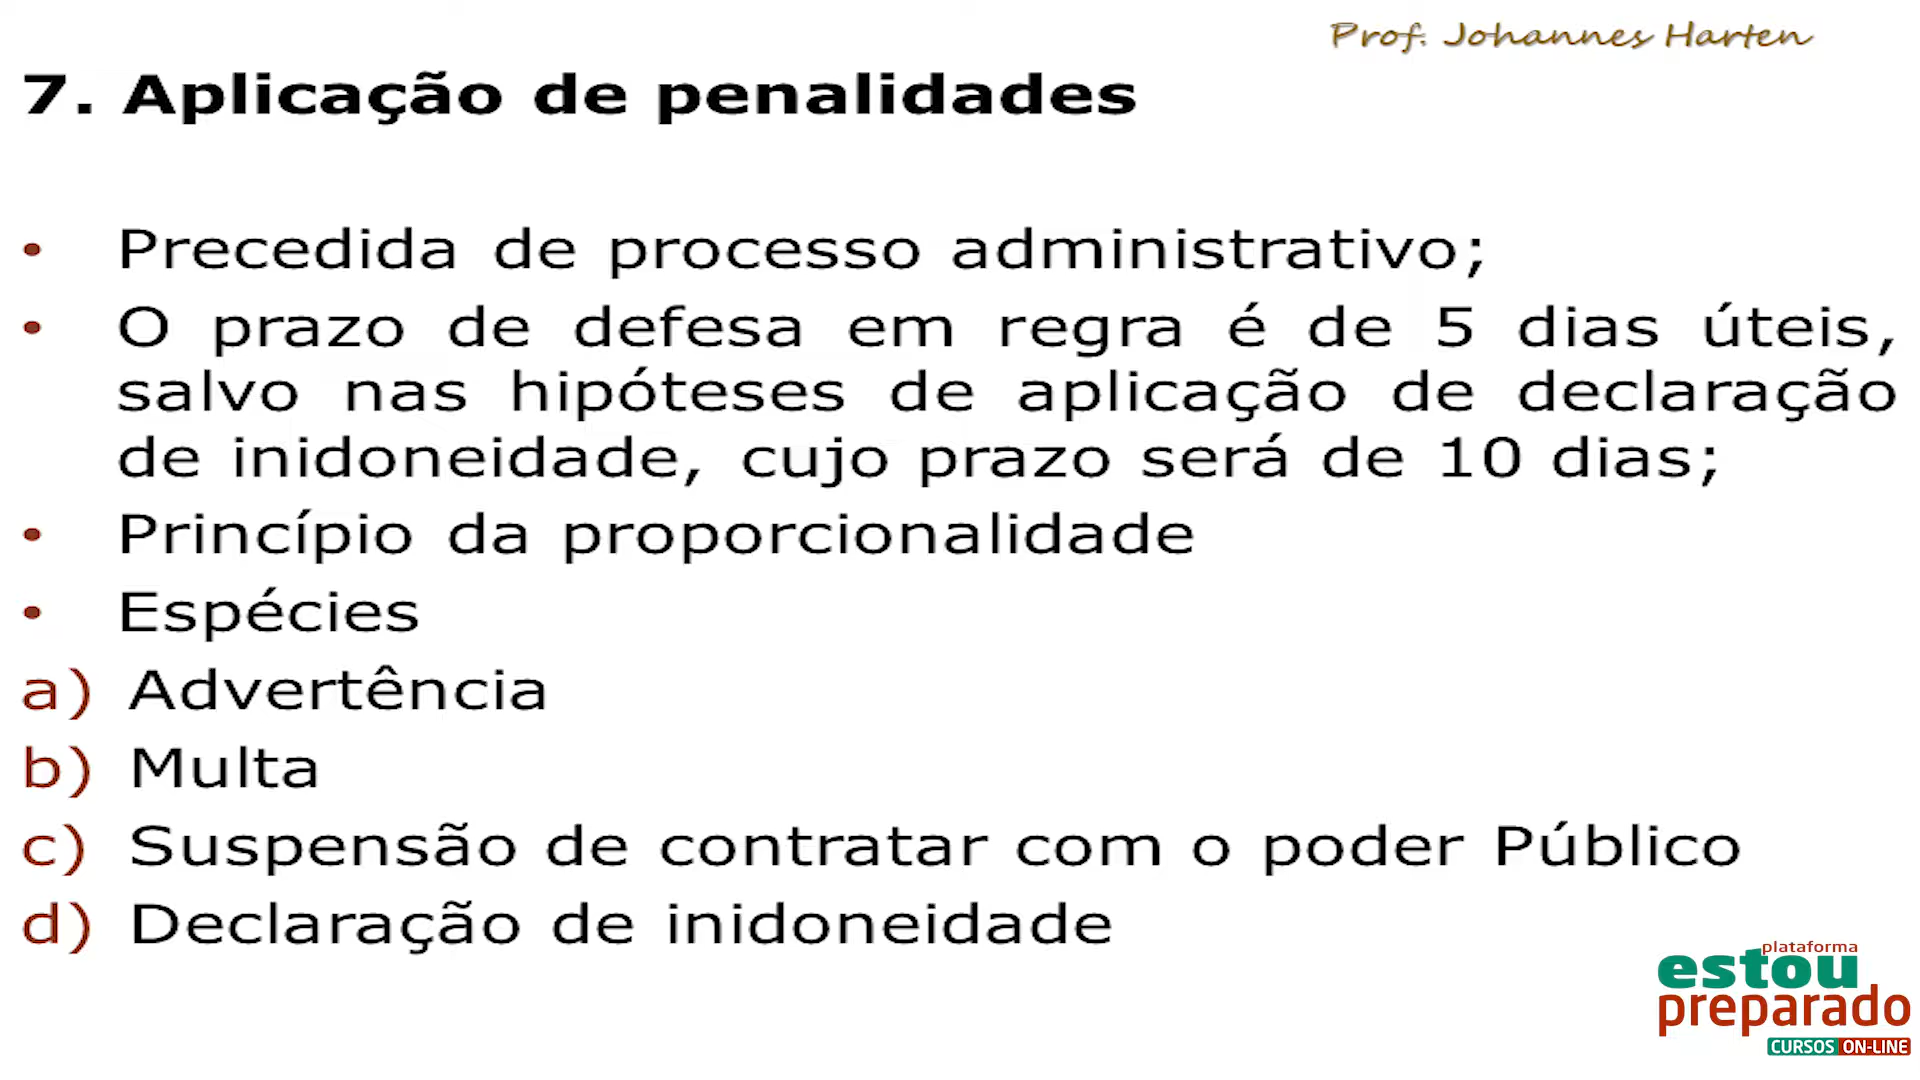 Prof. Johannes Harten
7. Aplicação de penalidades
• Precedida de processo administrativo;
• O prazo de defesa em regra é de 5 dias úteis,
salvo nas hipóteses de aplicação de declaração
de inidoneidade, cujo prazo será de 10 dias;
• Princípio da proporcionalidade
• Espécies
a) Advertência
b) Multa
c) Suspensão de contratar com o poder Público
d) Declaração de inidoneidade
plataforma
estou
preparado
CURSOS ON-LINE